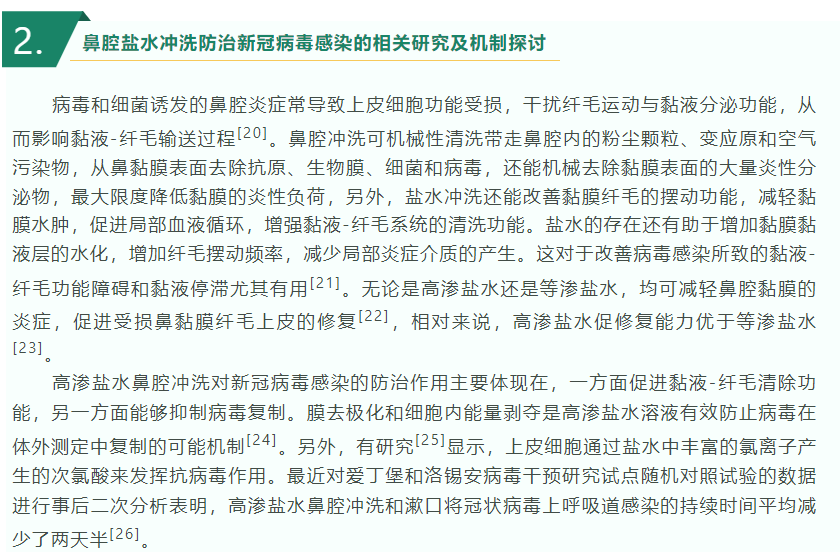 2.
鼻腔盐水冲洗防治新冠病毒感染的相关研究及机制探讨
病毒和细菌诱发的鼻腔炎症常导致上皮细胞功能受损，干扰纤毛运动与黏液分泌功能，从
而影响黏液-纤毛输送过程[20]。鼻腔冲洗可机械性清洗带走鼻腔内的粉尘颗粒、变应原和空气
污染物，从鼻黏膜表面去除抗原、生物膜、细菌和病毒，还能机械去除黏膜表面的大量炎性分
泌物，最大限度降低黏膜的炎性负荷，另外，盐水冲洗还能改善黏膜纤毛的摆动功能，减轻黏
膜水肿，促进局部血液循环，增强黏液-纤毛系统的清洗功能。盐水的存在还有助于增加黏膜黏
液层的水化，增加纤毛摆动频率，减少局部炎症介质的产生。这对于改善病毒感染所致的黏液-
纤毛功能障碍和黏液停滞尤其有用[21]。无论是高渗盐水还是等渗盐水，均可减轻鼻腔黏膜的
炎症，促进受损鼻黏膜纤毛上皮的修复[22]，相对来说，高渗盐水促修复能力优于等渗盐水
[23]。
高渗盐水鼻腔冲洗对新冠病毒感染的防治作用主要体现在，一方面促进黏液-纤毛清除功
能，另一方面能够抑制病毒复制。膜去极化和细胞内能量剥夺是高渗盐水溶液有效防止病毒在
体外测定中复制的可能机制[24]。另外，有研究[25]显示，上皮细胞通过盐水中丰富的氯离子产
生的次氯酸来发挥抗病毒作用。最近对爱丁堡和洛锡安病毒干预研究试点随机对照试验的数据
进行事后二次分析表明，高渗盐水鼻腔冲洗和漱口将冠状病毒上呼吸道感染的持续时间平均减
少了两天半[26]。